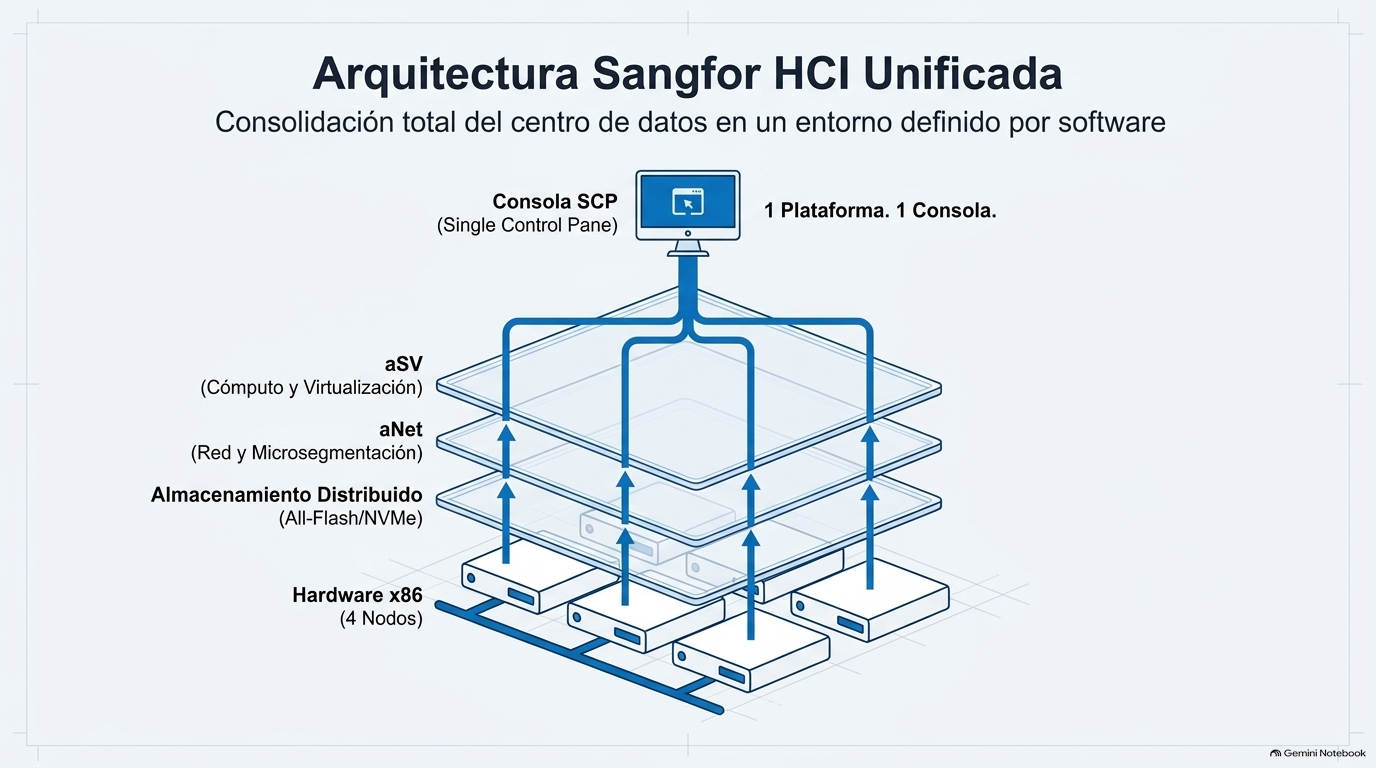 Arquitectura Sangfor HCI Unificada
Consolidación total del centro de datos en un entorno definido por software
Consola SCP
(Single Control Pane)
1 Plataforma. 1 Consola.
aSV
(Cómputo y Virtualización)
aNet
(Red y Microsegmentación)
Almacenamiento Distribuido
(All-Flash/NVMe)
Hardware x86
(4 Nodos)
Gemini Notebook